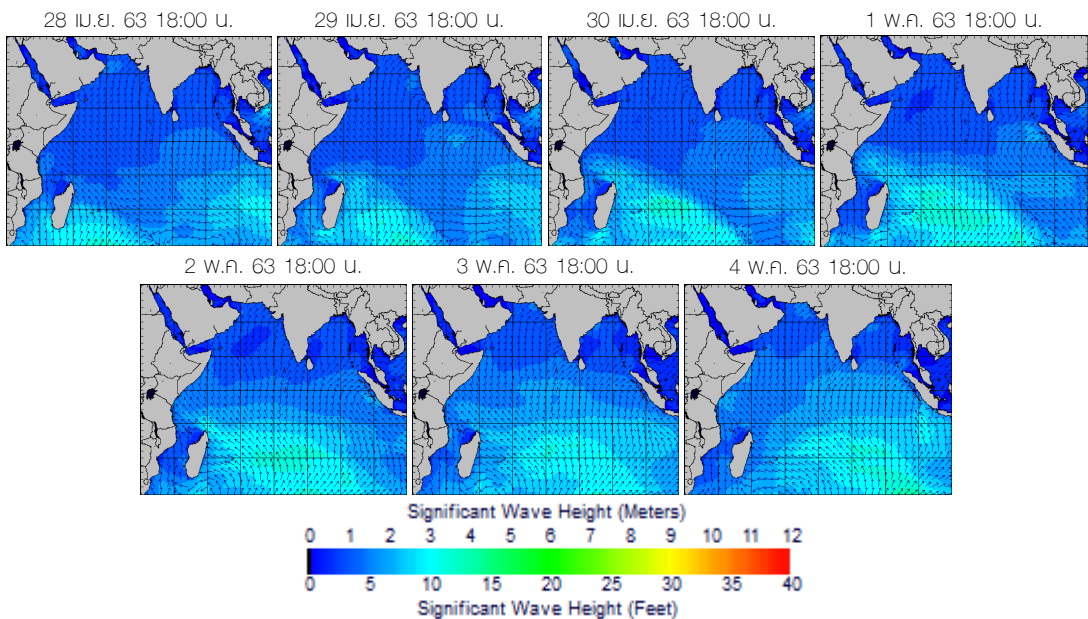 28 เม.ย. 63 18:00 น. 29 เม.ย. 63 18:00 น. 30 เม.ย. 63 18:00 น. 1 พ.ค. 63 18:00 น.
2 พ.ค. 63 18:00 น. 3 พ.ค. 63 18:00 น. 4 พ.ค. 63 18:00 น.
Significant Wave Height (Meters)
0 1 2 3 4 5 6 7 8 9 10 11 12
0 5 10 15 20 25 30 35 40
Significant Wave Height (Feet)